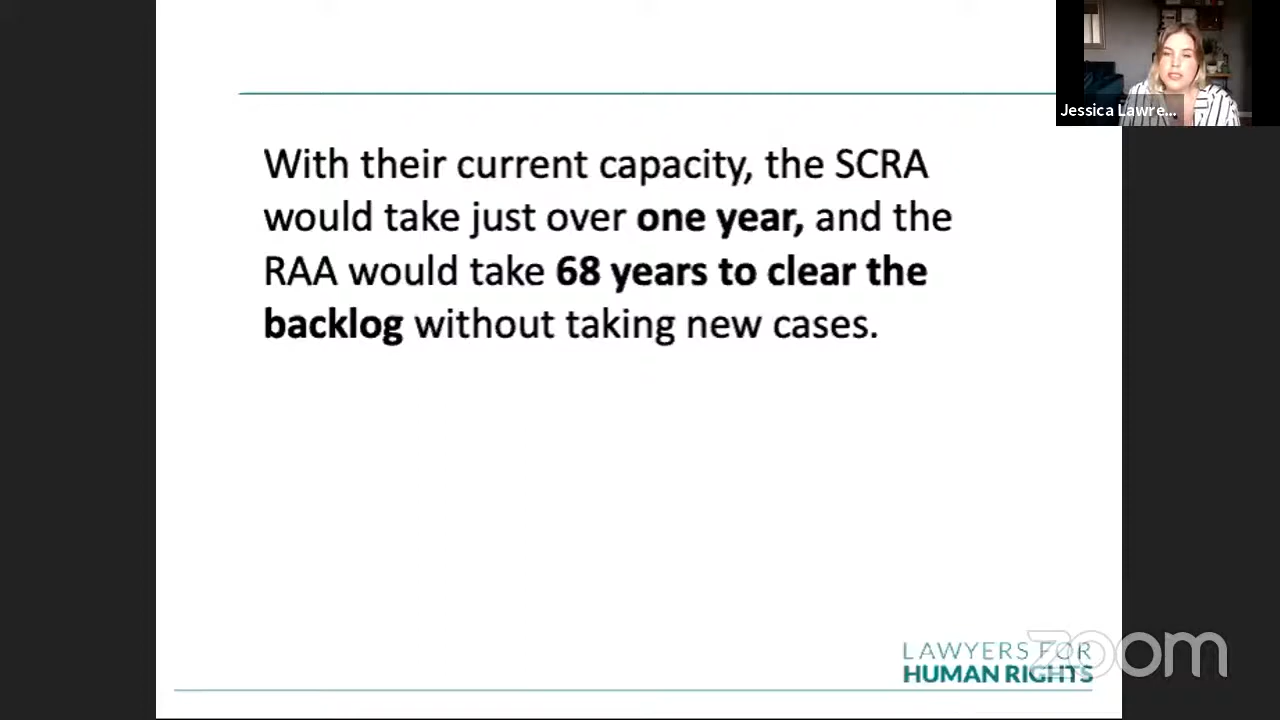 Jessica Lawre...
With their current capacity, the SCRA
would take just over one year, and the
RAA would take 68 years to clear the
backlog without taking new cases.
LAWYERS FOR
HUMAN RIGHTS
zoom